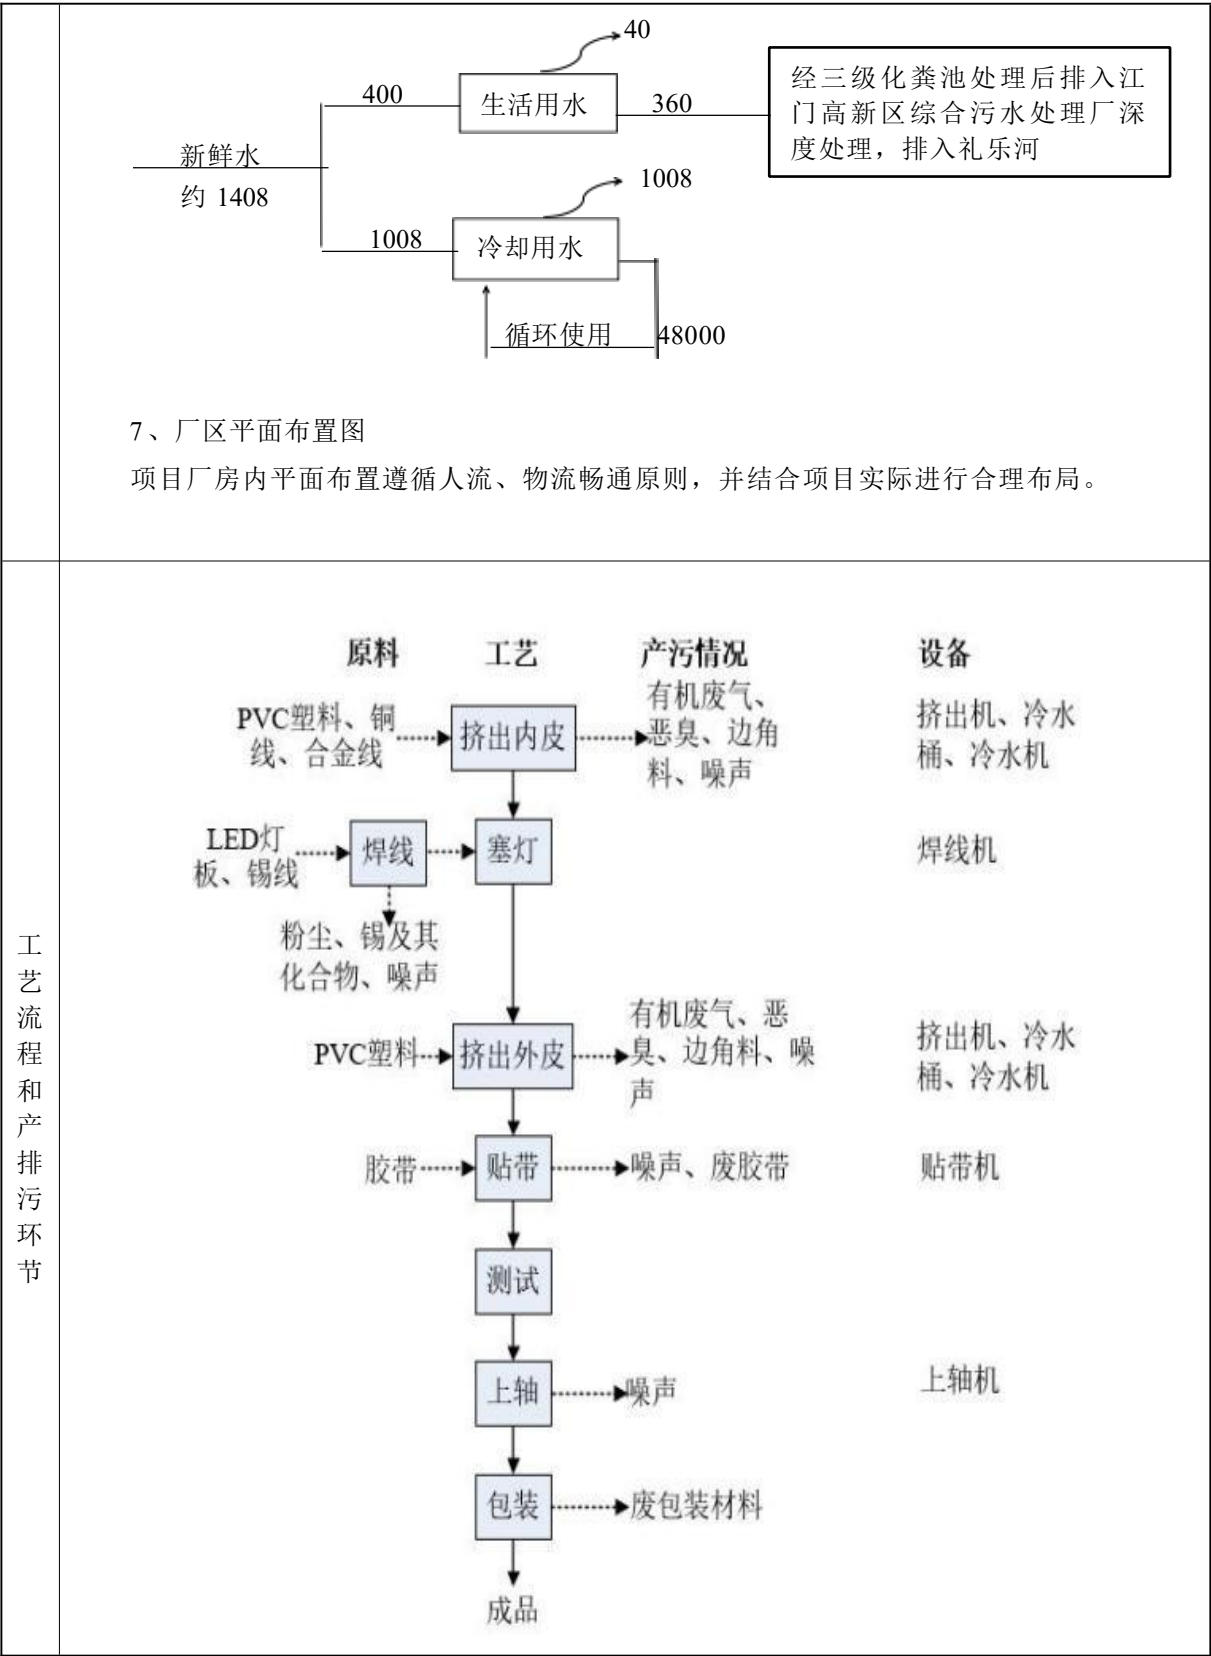 40
400
生活用水
360
经三级化粪池处理后排入江
门高新区综合污水处理厂深
度处理，排入礼乐河
新鲜水
约 1408
1008
1008
冷却用水
循环使用
48000
7、厂区平面布置图
项目厂房内平面布置遵循人流、物流畅通原则，并结合项目实际进行合理布局。
工艺流程和产排污环节
原料
工艺
产污情况
设备
PVC塑料、铜
线、合金线
挤出内皮
有机废气、
恶臭、边角
料、噪声
挤出机、冷水
桶、冷水机
LED灯
板、锡线
焊线
塞灯
焊线机
粉尘、锡及其
化合物、噪声
PVC塑料
挤出外皮
有机废气、恶
臭、边角料、噪
声
挤出机、冷水
桶、冷水机
胶带
贴带
噪声、废胶带
贴带机
测试
上轴
噪声
上轴机
包装
废包装材料
成品